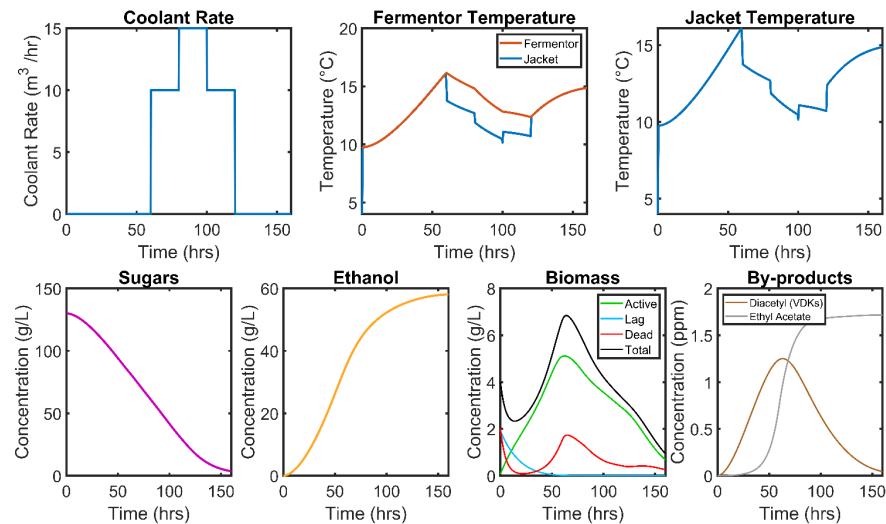 Coolant Rate
Coolant Rate (m³ /hr)
15
10
5
0
0 50 100 150
Time (hrs)
Fermentor Temperature
Temperature (°C)
20
15
10
5
Fermentor
Jacket
0 50 100 150
Time (hrs)
Jacket Temperature
Temperature (°C)
15
10
5
0 50 100 150
Time (hrs)
Sugars
Concentration (g/L)
150
100
50
0
0 50 100 150
Time (hrs)
Ethanol
Concentration (g/L)
60
40
20
0
0 50 100 150
Time (hrs)
Biomass
Concentration (g/L)
8
6
4
2
0
Active
Lag
Dead
Total
0 50 100 150
Time (hrs)
By-products
Concentration (ppm)
2
1.5
1
0.5
0
Diacetyl (VDKs)
Ethyl Acetate
0 50 100 150
Time (hrs)